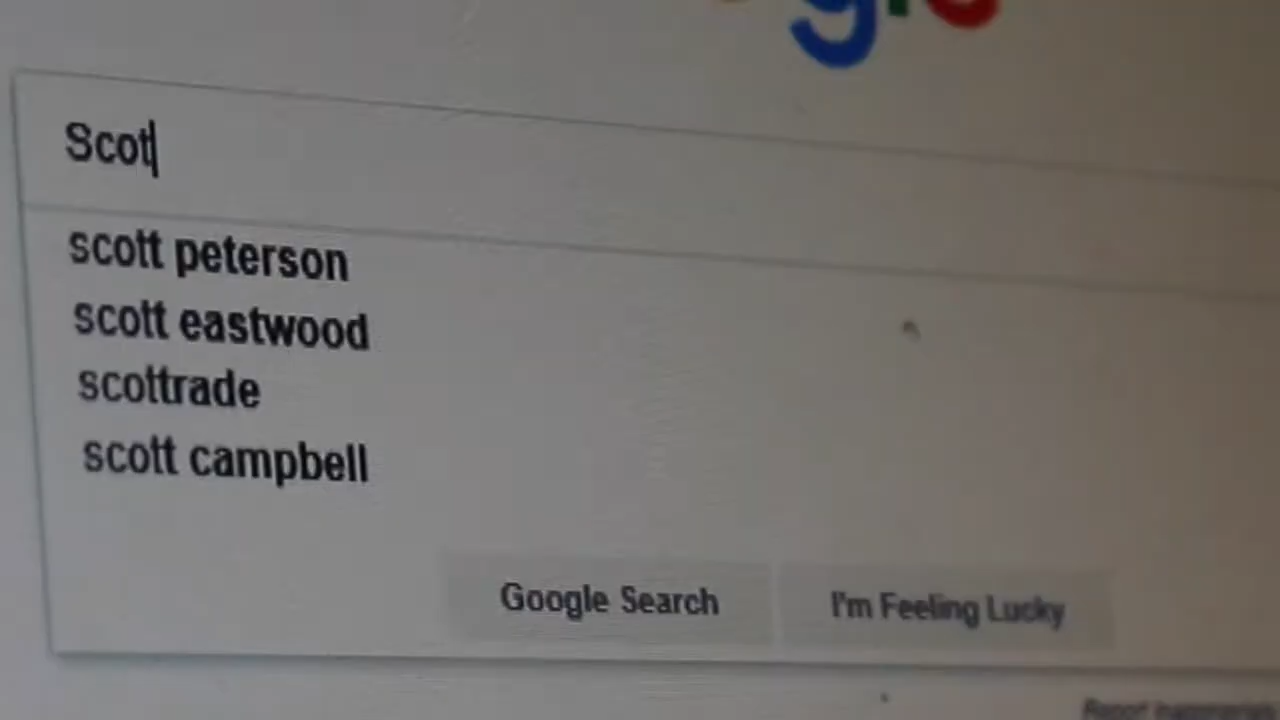 Scot
scott peterson
scott eastwood
scottrade
scott campbell
Google Search
I'm Feeling Lucky